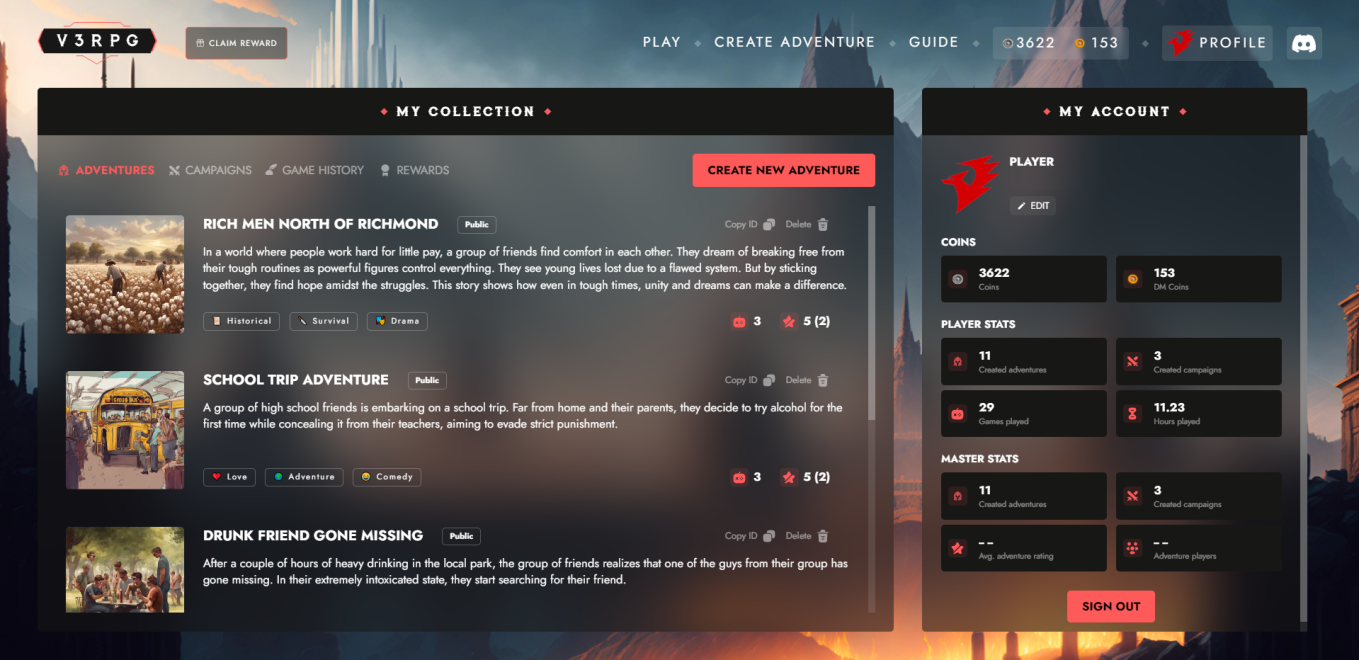 V3RPG
CLAIM REWARD
PLAY
CREATE ADVENTURE
GUIDE
3622
153
PROFILE
MY COLLECTION
ADVENTURES
CAMPAIGNS
GAME HISTORY
REWARDS
CREATE NEW ADVENTURE
RICH MEN NORTH OF RICHMOND
Public
Copy ID
Delete
In a world where people work hard for little pay, a group of friends find comfort in each other. They dream of breaking free from
their tough routines as powerful figures control everything. They see young lives lost due to a flawed system. But by sticking
together, they find hope amidst the struggles. This story shows how even in tough times, unity and dreams can make a difference.
Historical
Survival
Drama
3
5 (2)
SCHOOL TRIP ADVENTURE
Public
Copy ID
Delete
A group of high school friends is embarking on a school trip. Far from home and their parents, they decide to try alcohol for the
first time while concealing it from their teachers, aiming to evade strict punishment.
Love
Adventure
Comedy
3
5 (2)
DRUNK FRIEND GONE MISSING
Public
Copy ID
Delete
After a couple of hours of heavy drinking in the local park, the group of friends realizes that one of the guys from their group has
gone missing. In their extremely intoxicated state, they start searching for their friend.
MY ACCOUNT
PLAYER
EDIT
COINS
3622
Coins
153
DM Coins
PLAYER STATS
11
Created adventures
3
Created campaigns
29
Games played
11.23
Hours played
MASTER STATS
11
Created adventures
3
Created campaigns
--
Avg. adventure rating
--
Adventure players
SIGN OUT